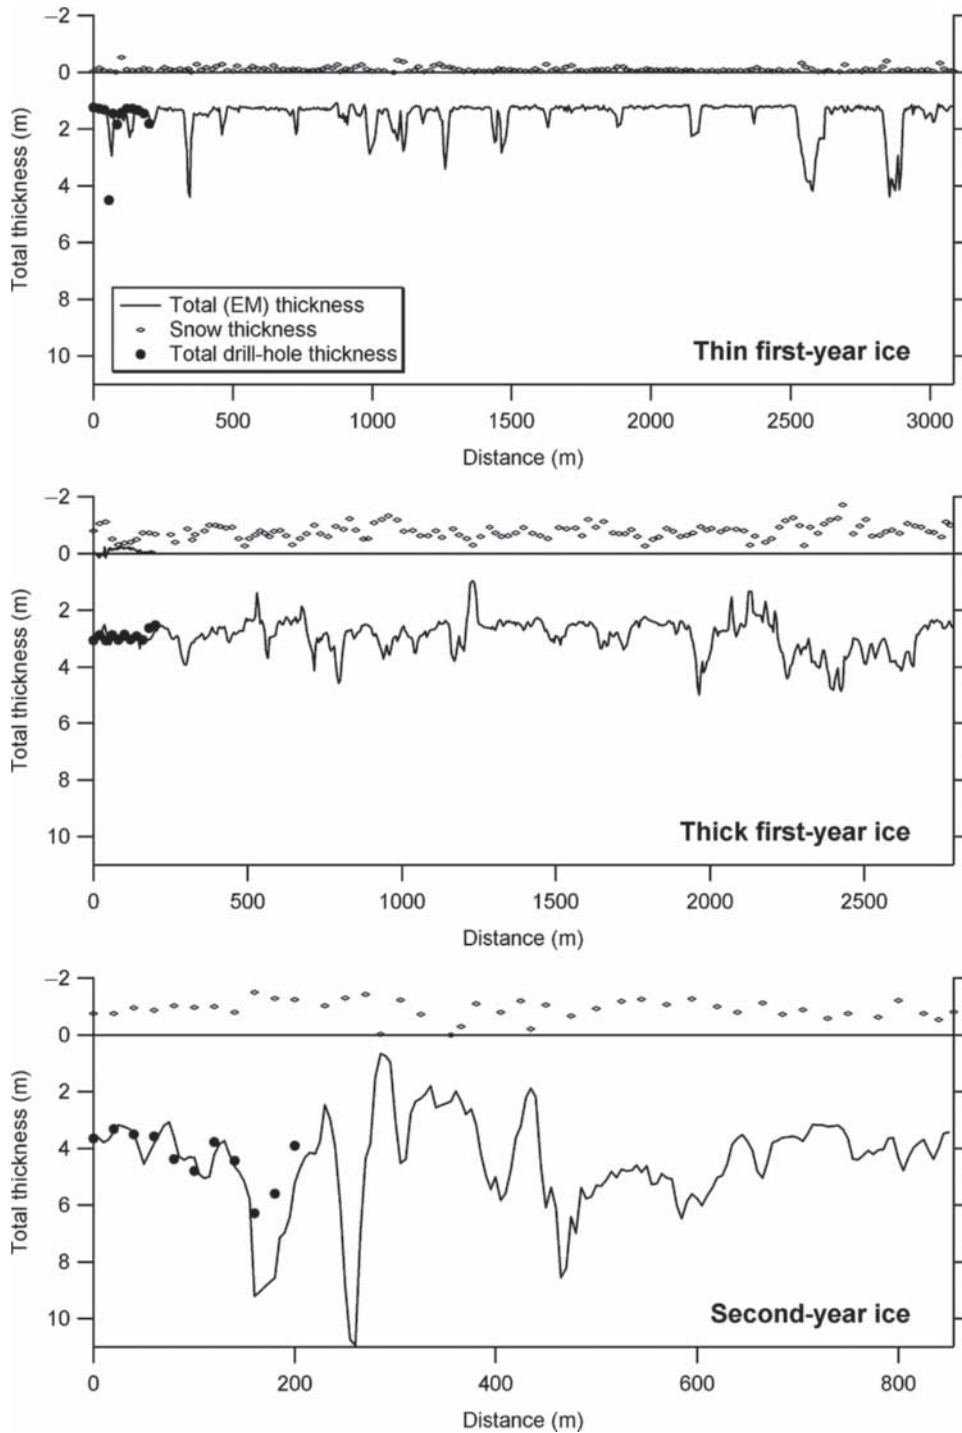 −2
0
2
4
6
8
10
Total thickness (m)
Total (EM) thickness
Snow thickness
Total drill-hole thickness
Thin first-year ice
0 500 1000 1500 2000 2500 3000
Distance (m)
−2
0
2
4
6
8
10
Total thickness (m)
Thick first-year ice
0 500 1000 1500 2000 2500
Distance (m)
−2
0
2
4
6
8
10
Total thickness (m)
Second-year ice
0 200 400 600 800
Distance (m)